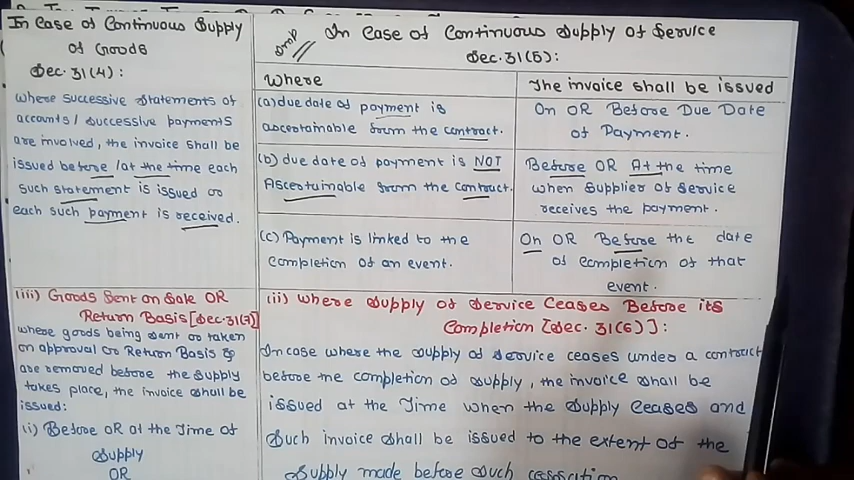 In Case of Continuous Supply
of Goods
Sec. 31(4):
where successive statements of
accounts/ successive payments
are involved, the invoice shall be
issued before /at the time each
such statement is issued or
each such payment is received.
Imp
In Case of Continuous Supply of Service
Sec. 31(5):
Where
The invoice shall be issued
(a) due date of payment is
ascertainable from the contract.
On OR Before Due Date
of Payment.
(b) due date of payment is NOT
Ascertainable from the contract.
Before OR At the time
when supplier of service
receives the payment.
(c) Payment is linked to the
completion of an event.
On OR Before the date
of completion of that
event.
(iii) Goods Sent on Sale OR
Return Basis [Sec. 31(7)]
where goods being sent or taken
on approval or Return Basis &
are removed before the supply
takes place, the invoice shall be
issued:
(i) Before OR at the Time of
Supply
OR
(ii) Where Supply of Service Ceases Before its
Completion [Sec. 31(6)]:
In case where the supply of service ceases under a contract
before the completion of supply, the invoice shall be
issued at the Time when the Supply Ceases and
Such invoice shall be issued to the extent of the
Supply made before such cessation